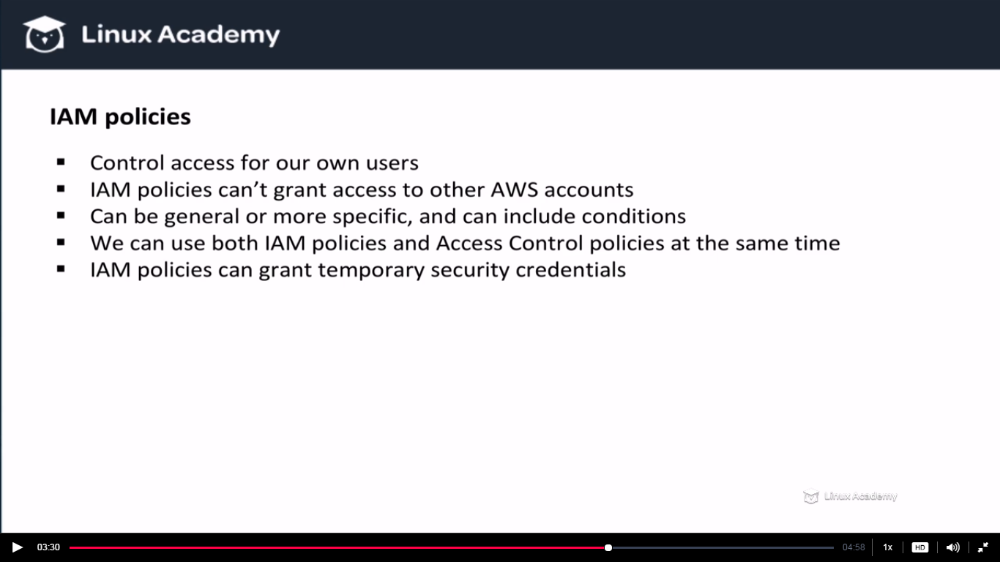 Linux Academy
IAM policies
▪ Control access for our own users
▪ IAM policies can’t grant access to other AWS accounts
▪ Can be general or more specific, and can include conditions
▪ We can use both IAM policies and Access Control policies at the same time
▪ IAM policies can grant temporary security credentials
Linux Academy
03:30 04:58 1x HD